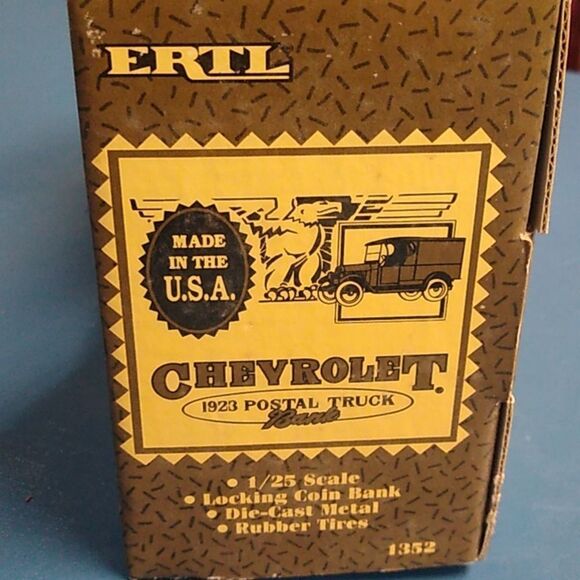 ERTL
MADE
IN THE
U.S.A.
CHEVROLET.
1923 POSTAL TRUCK
Bank
• 1/25 Scale
• Locking Coin Bank
• Die-Cast Metal
• Rubber Tires
1352